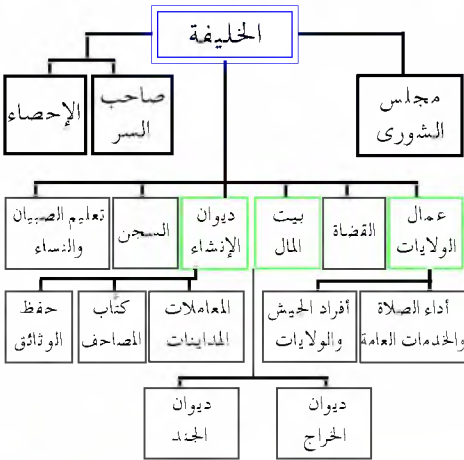 الخليفة
مجلس
الشورى
صاحب
السر
الإحصاء
عمال
الولايات
القضاة
بيت
المال
ديوان
الإنشاء
السجن
تعليم الصبيان
والنساء
أداء الصلاة
والخدمات العامة
أفراد الجيش
والولايات
المعاملات
المداينات
كتاب
المصاحف
حفظ
الوثائق
ديوان
الخراج
ديوان
الجند